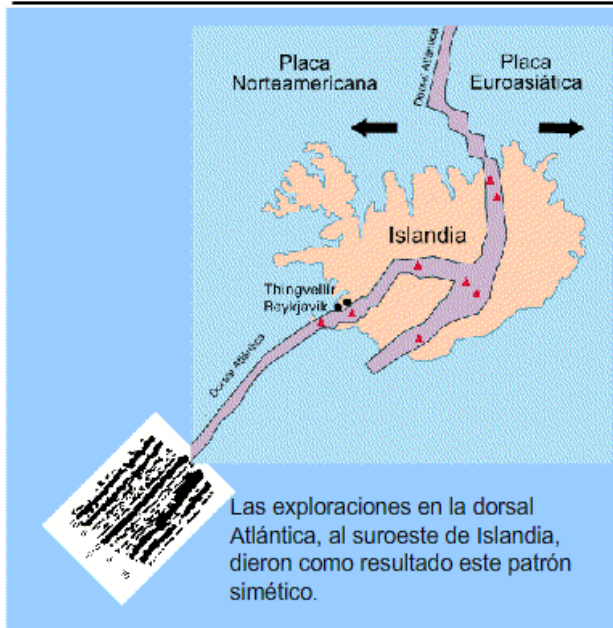 Placa
Norteamericana
Placa
Euroasiática
Dorsal Atlántica
Islandia
Thingvellir
Reykjavik
Dorsal Atlántica
Las exploraciones en la dorsal
Atlántica, al suroeste de Islandia,
dieron como resultado este patrón
simético.